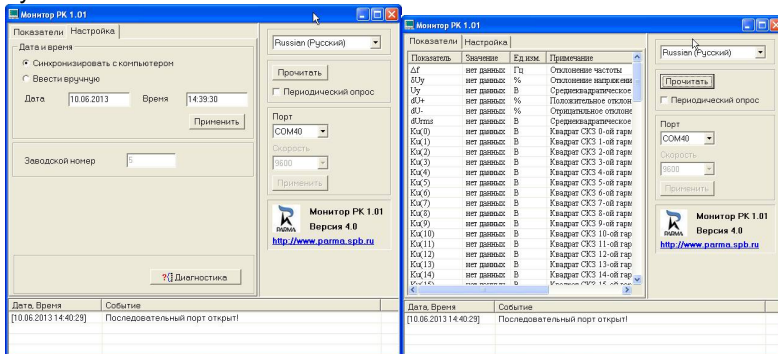 Монитор РК 1.01
Показатели Настройка
Дата и время
Синхронизировать с компьютером
Ввести вручную
Дата 10.06.2013 Время 14:39:30
Применить
Заводской номер 5
?{} Диагностика
Russian (Русский)
Прочитать
Периодический опрос
Порт
COM40
Скорость
9600
Применить
PARMA
Монитор РК 1.01
Версия 4.0
http://www.parma.spb.ru
Дата, Время Событие
[10.06.2013 14:40:29] Последовательный порт открыт!
Монитор РК 1.01
Показатели Настройка
Показатель Значение Ед.изм. Примечание
Δf нет данных Гц Отклонение частоты
δUy нет данных % Отклонение напряжени
Uy нет данных В Среднеквадратическое
dU+ нет данных % Положительное отклон
dU- нет данных % Отрицательное отклоне
dUrms нет данных В Среднеквадратическое
Ku(0) нет данных В Квадрат СКЗ 0-ой гарм
Ku(1) нет данных В Квадрат СКЗ 1-ой гарм
Ku(2) нет данных В Квадрат СКЗ 2-ой гарм
Ku(3) нет данных В Квадрат СКЗ 3-ой гарм
Ku(4) нет данных В Квадрат СКЗ 4-ой гарм
Ku(5) нет данных В Квадрат СКЗ 5-ой гарм
Ku(6) нет данных В Квадрат СКЗ 6-ой гарм
Ku(7) нет данных В Квадрат СКЗ 7-ой гарм
Ku(8) нет данных В Квадрат СКЗ 8-ой гарм
Ku(9) нет данных В Квадрат СКЗ 9-ой гарм
Ku(10) нет данных В Квадрат СКЗ 10-ой гар
Ku(11) нет данных В Квадрат СКЗ 11-ой гар
Ku(12) нет данных В Квадрат СКЗ 12-ой гар
Ku(13) нет данных В Квадрат СКЗ 13-ой гар
Ku(14) нет данных В Квадрат СКЗ 14-ой гар
Ku(15) нет данных В Квадрат СКЗ 15-ой гар
Russian (Русский)
Прочитать
Периодический опрос
Порт
COM40
Скорость
9600
Применить
PARMA
Монитор РК 1.01
Версия 4.0
http://www.parma.spb.ru
Дата, Время Событие
[10.06.2013 14:40:29] Последовательный порт открыт!